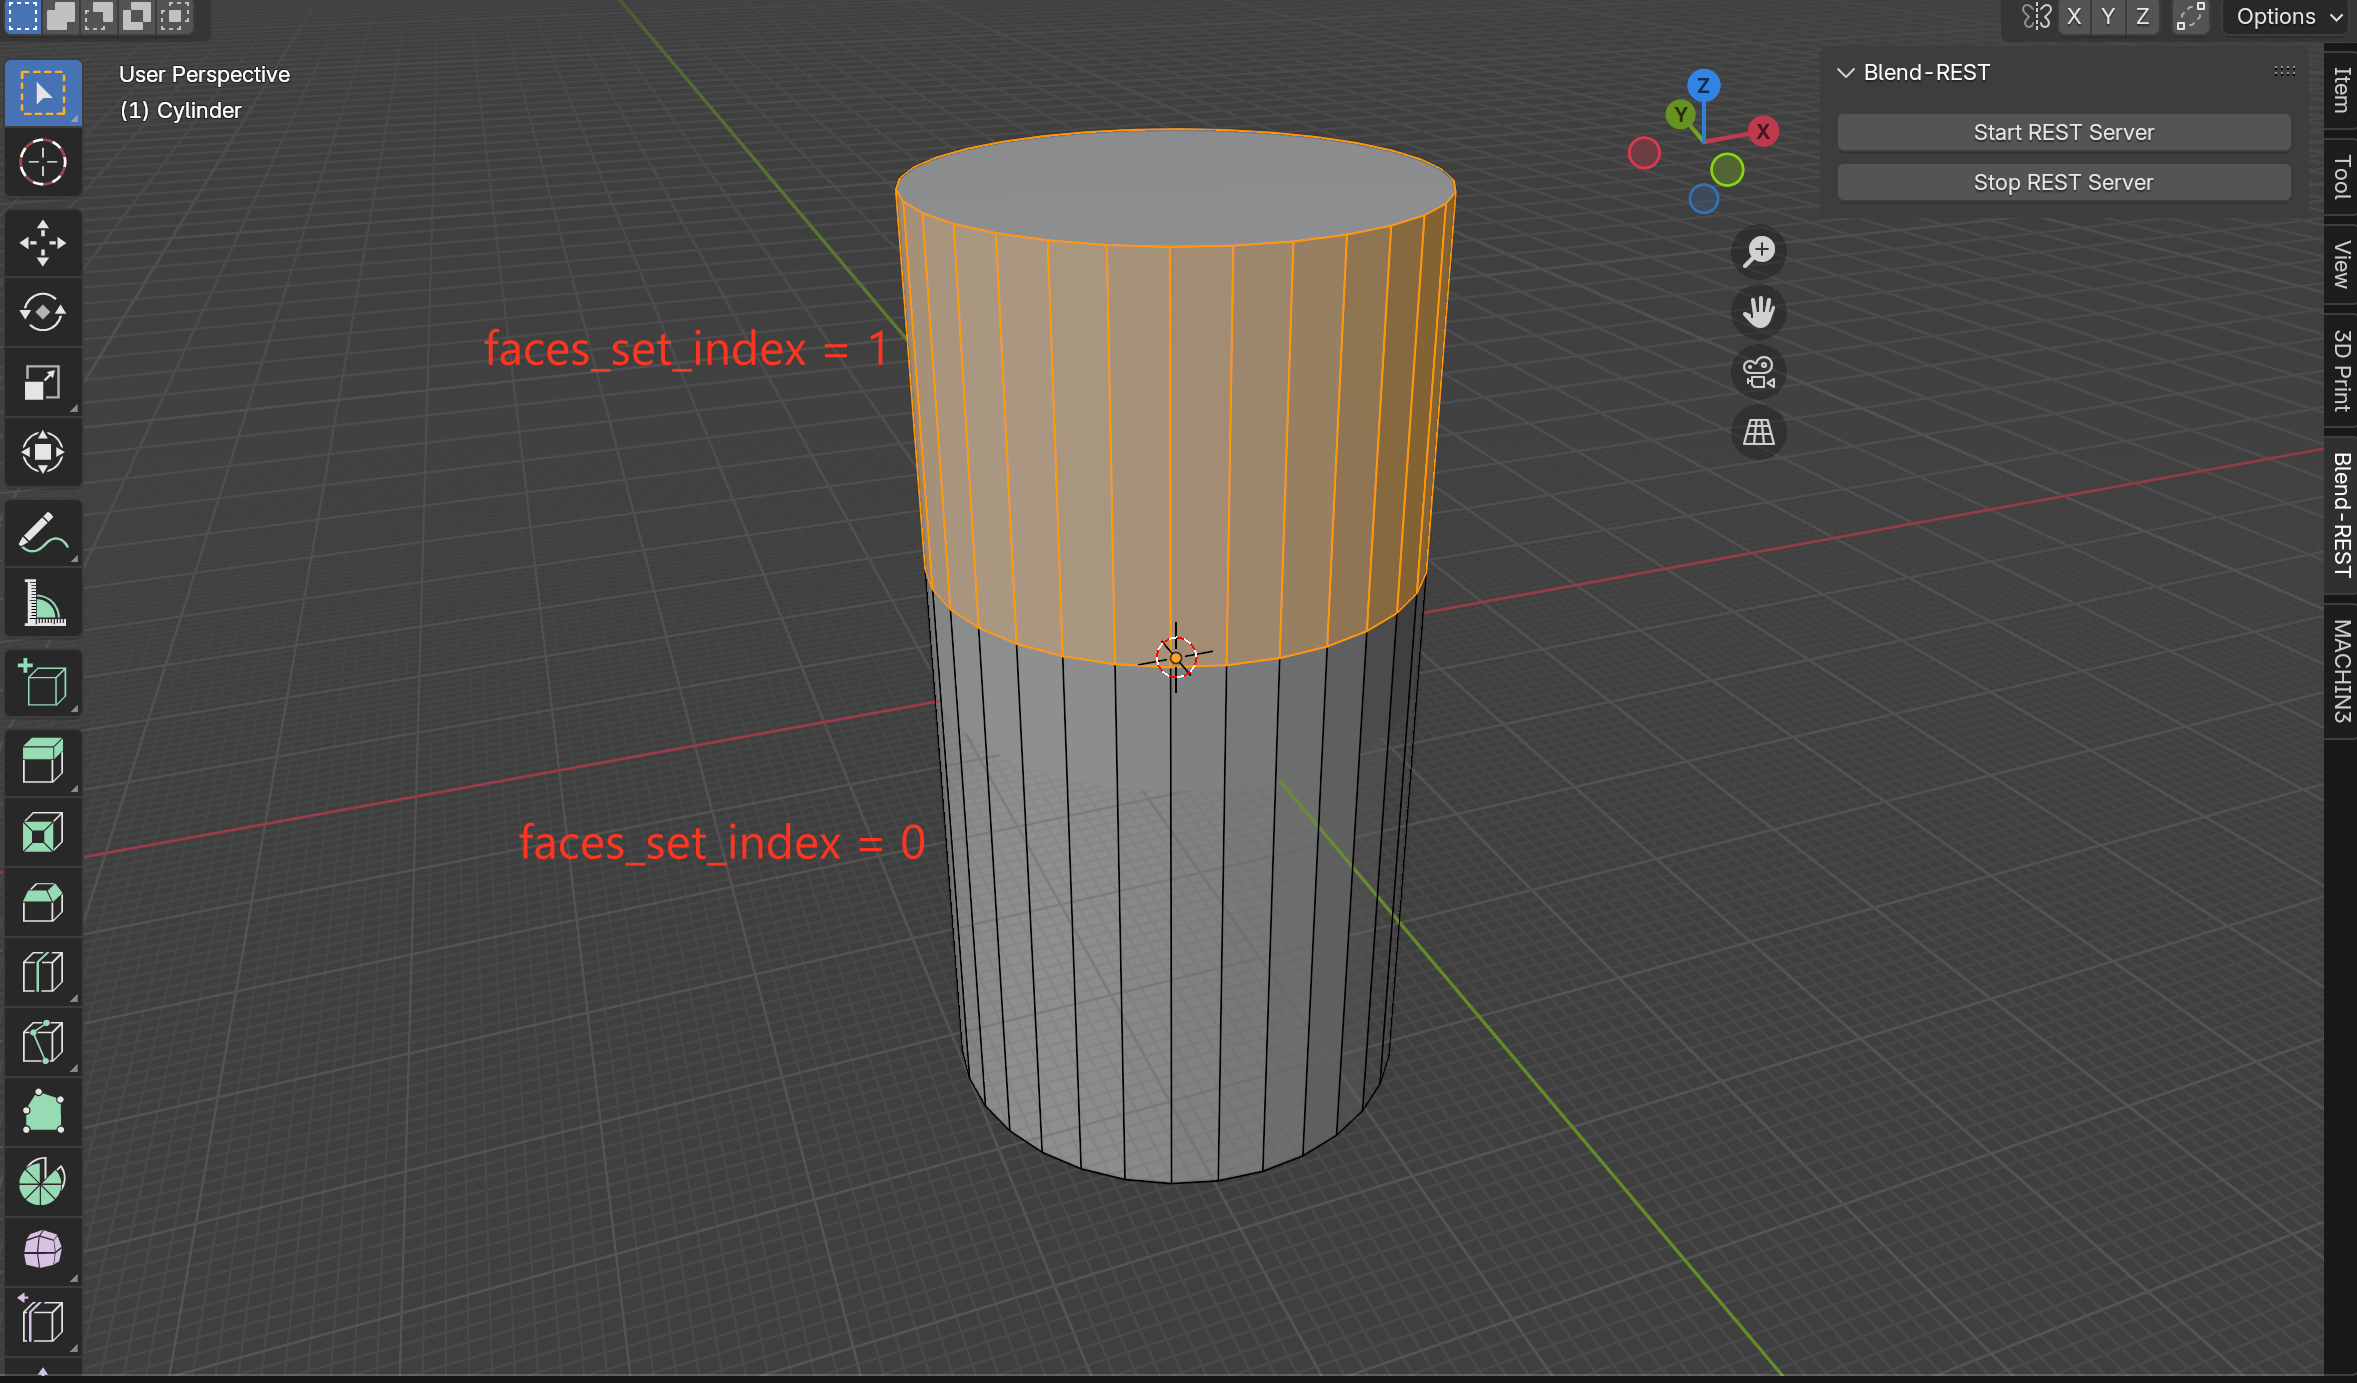 X Y Z Options
User Perspective
(1) Cylinder
Z
Y
X
Blend-REST
Start REST Server
Stop REST Server
Item
Tool
View
3D Print
Blend-REST
MACHIN3
faces_set_index = 1
faces_set_index = 0